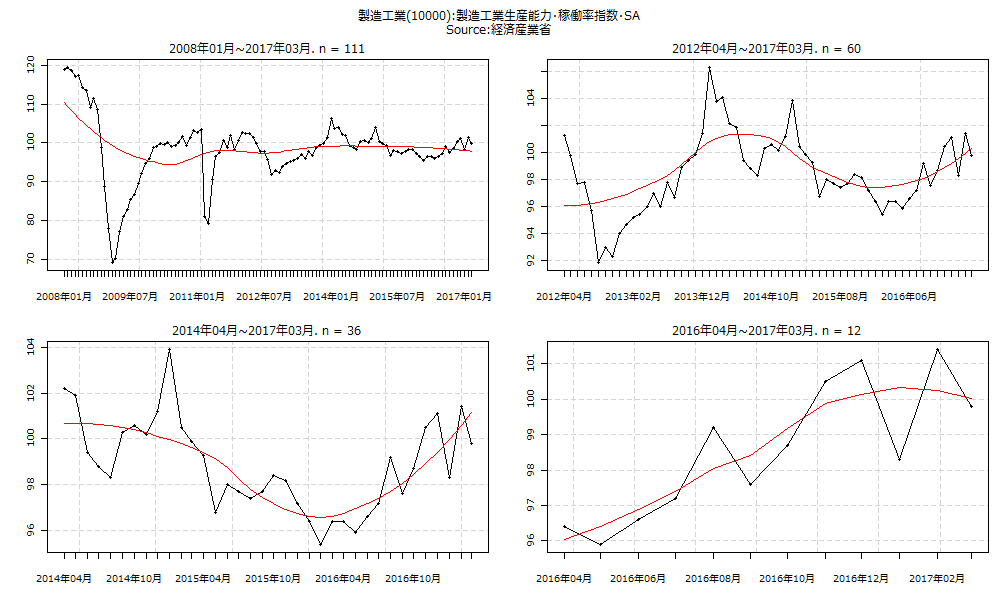 製造工業(10000):製造工業生産能力･稼働率指数･SA
Source:経済産業省
2008年01月~2017年03月. n = 111
120
110
100
90
80
70
2008年01月 2009年07月 2011年01月 2012年07月 2014年01月 2015年07月 2017年01月
2012年04月~2017年03月. n = 60
104
100
98
96
94
92
2012年04月 2013年02月 2013年12月 2014年10月 2015年08月 2016年06月
2014年04月~2017年03月. n = 36
104
102
100
98
96
2014年04月 2014年10月 2015年04月 2015年10月 2016年04月 2016年10月
2016年04月~2017年03月. n = 12
101
100
99
98
97
96
2016年04月 2016年06月 2016年08月 2016年10月 2016年12月 2017年02月